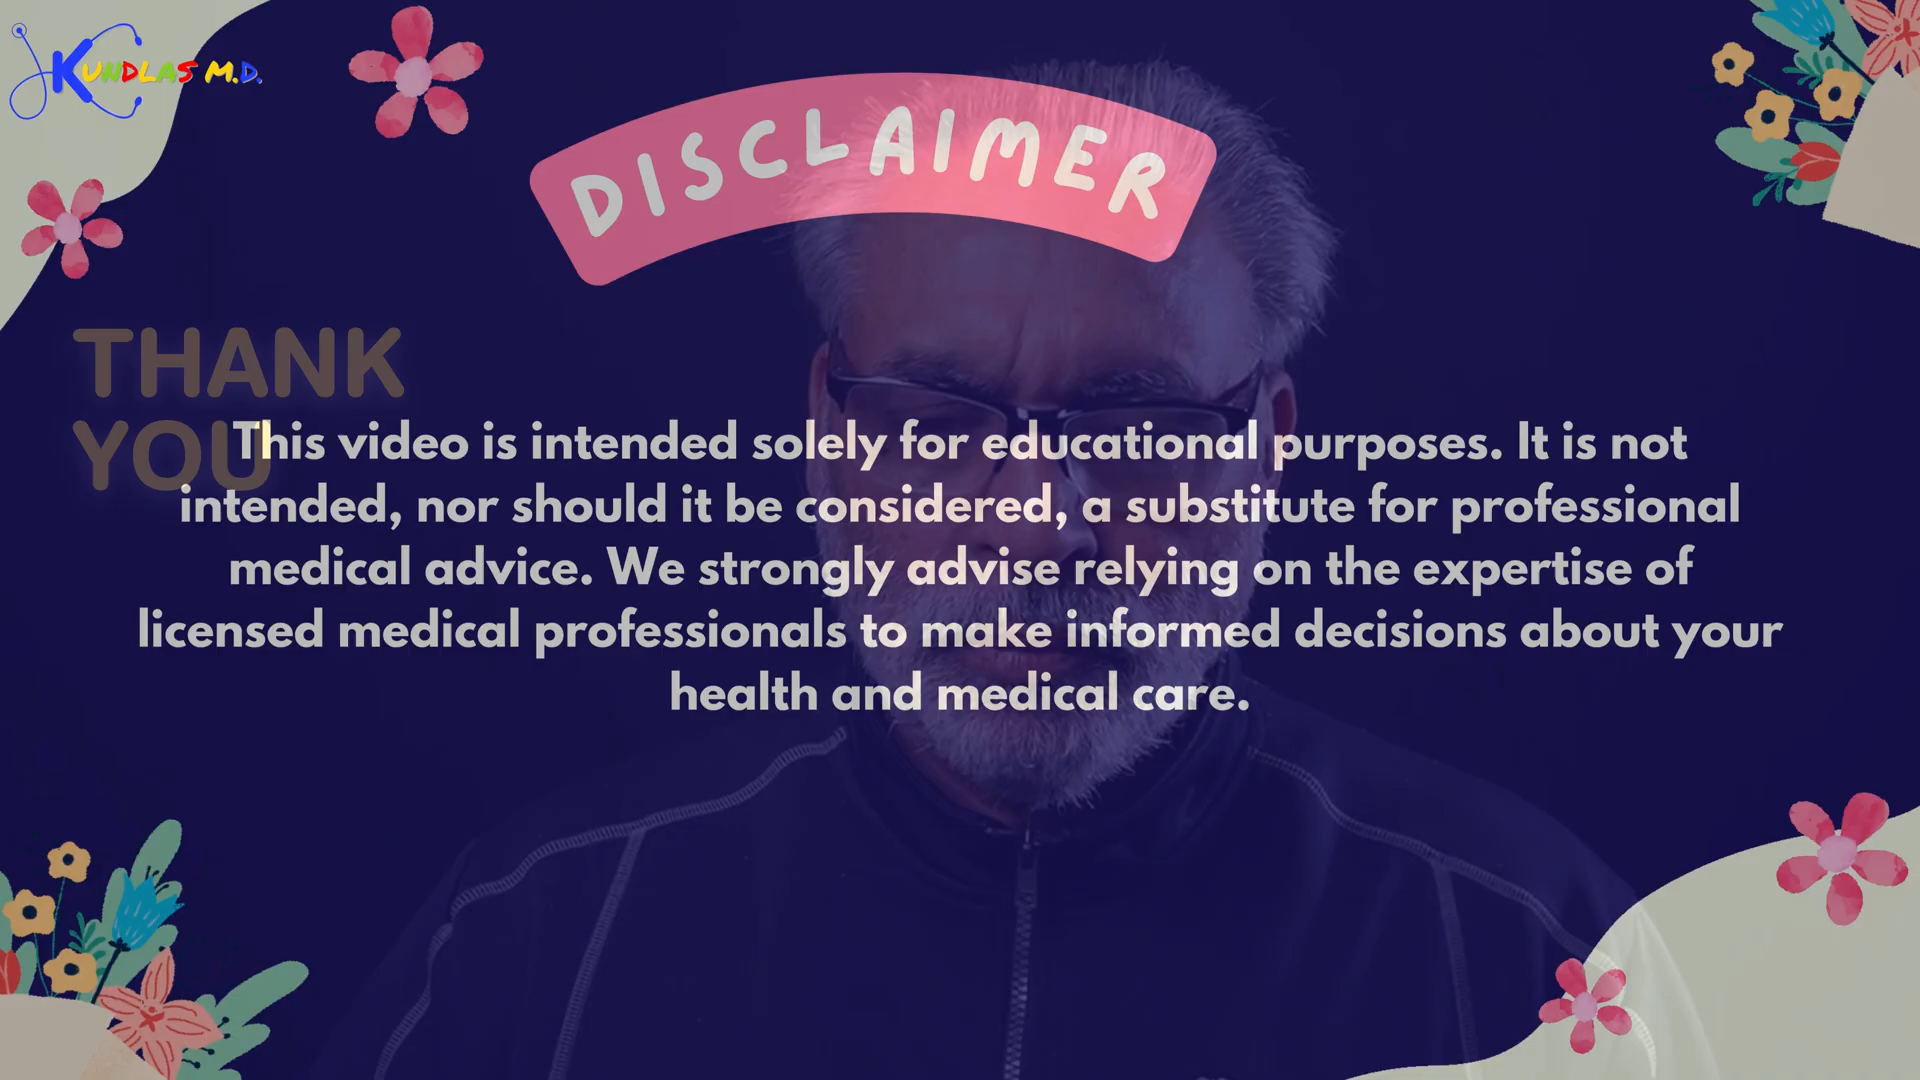 KUNDLAS M.D.
DISCLAIMER
THANK
YOU
This video is intended solely for educational purposes. It is not
intended, nor should it be considered, a substitute for professional
medical advice. We strongly advise relying on the expertise of
licensed medical professionals to make informed decisions about your
health and medical care.